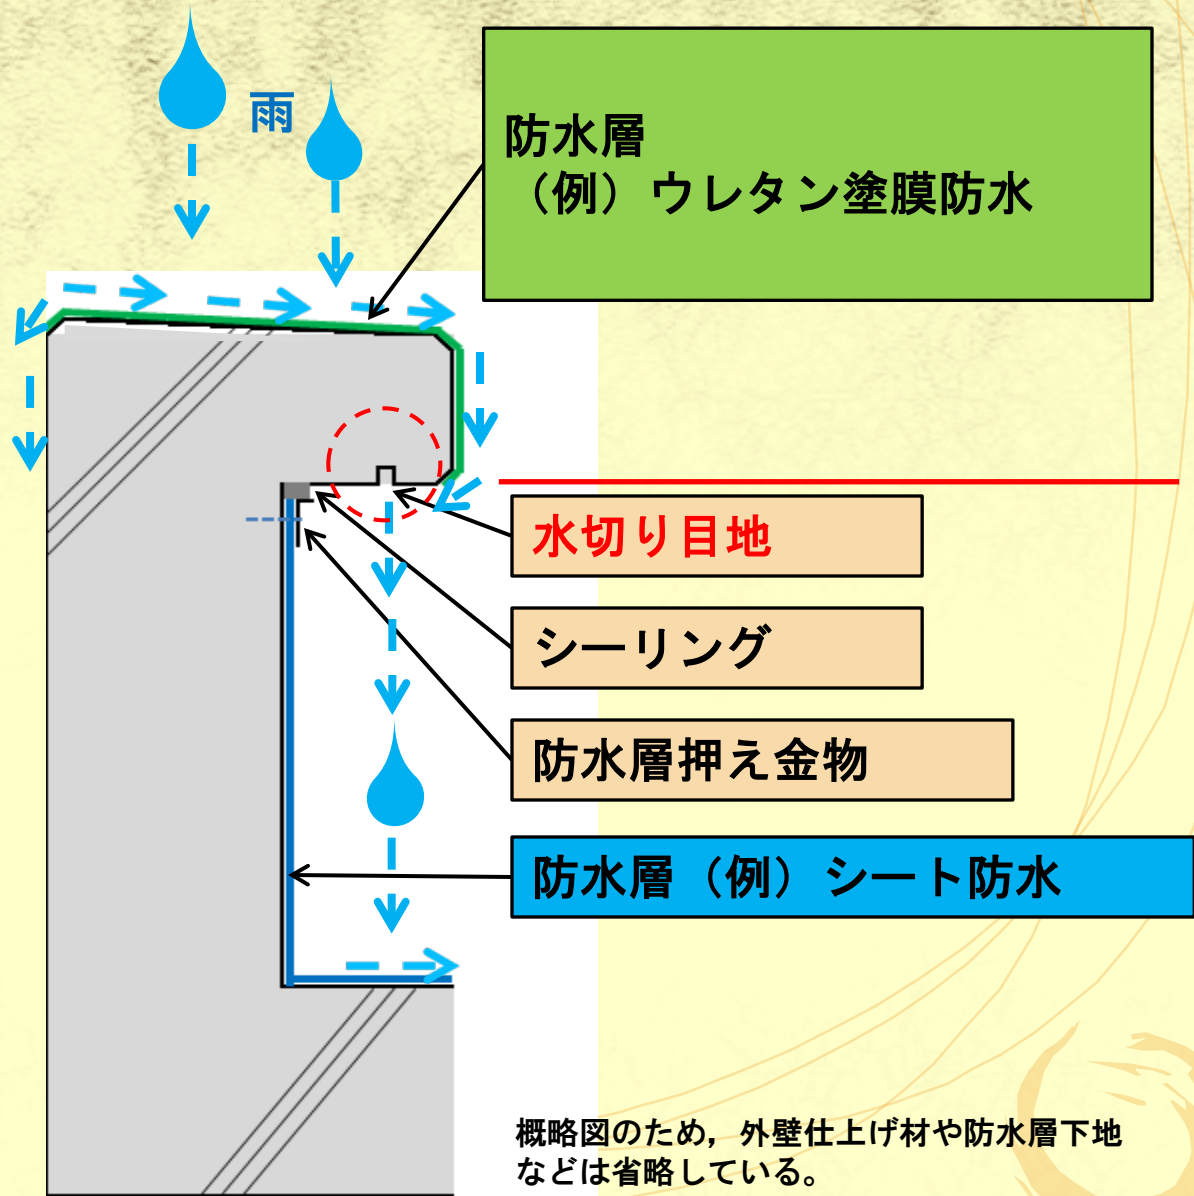 雨
防水層
（例）ウレタン塗膜防水
水切り目地
シーリング
防水層押え金物
防水層（例）シート防水
概略図のため，外壁仕上げ材や防水層下地
などは省略している。